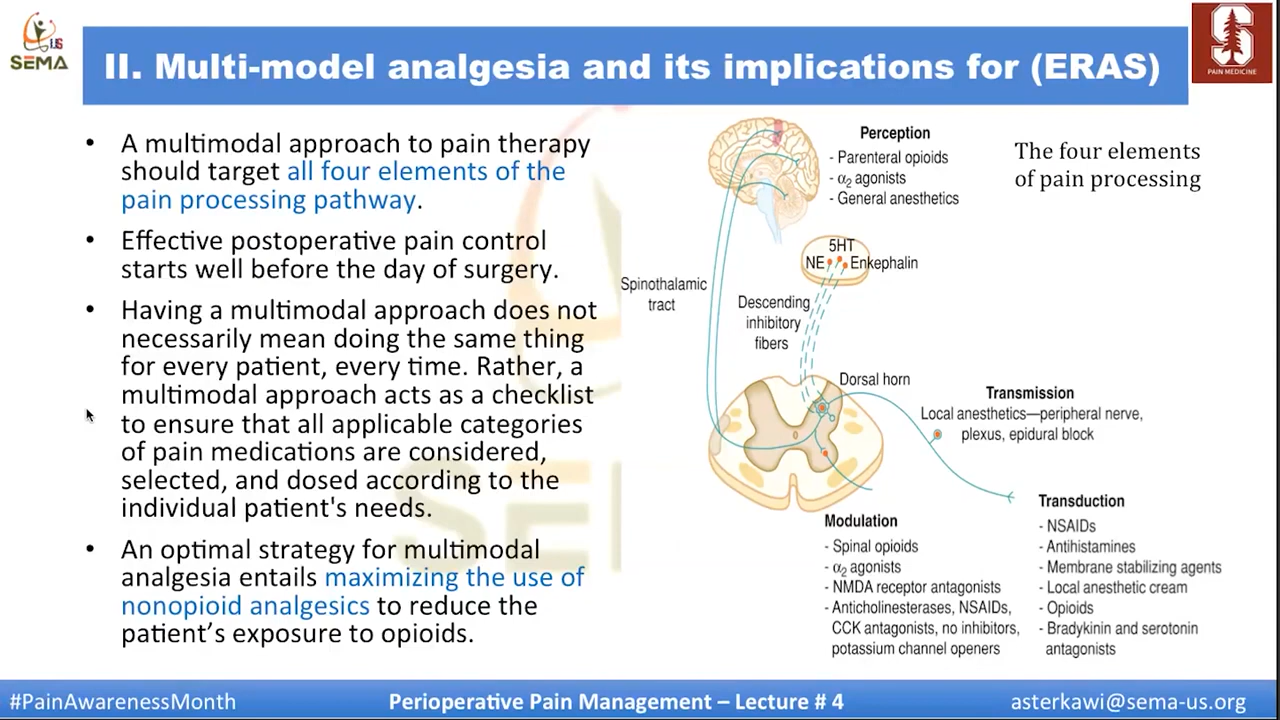 US
SEMA
II. Multi-model analgesia and its implications for (ERAS)
S
PAIN MEDICINE
• A multimodal approach to pain therapy
should target all four elements of the
pain processing pathway.
• Effective postoperative pain control
starts well before the day of surgery.
• Having a multimodal approach does not
necessarily mean doing the same thing
for every patient, every time. Rather, a
multimodal approach acts as a checklist
to ensure that all applicable categories
of pain medications are considered,
selected, and dosed according to the
individual patient's needs.
• An optimal strategy for multimodal
analgesia entails maximizing the use of
nonopioid analgesics to reduce the
patient’s exposure to opioids.
The four elements
of pain processing
Perception
- Parenteral opioids
- α2 agonists
- General anesthetics
5HT
NE
Enkephalin
Spinothalamic
tract
Descending
inhibitory
fibers
Dorsal horn
Transmission
Local anesthetics—peripheral nerve,
plexus, epidural block
Modulation
- Spinal opioids
- α2 agonists
- NMDA receptor antagonists
- Anticholinesterases, NSAIDs,
CCK antagonists, no inhibitors,
potassium channel openers
Transduction
- NSAIDs
- Antihistamines
- Membrane stabilizing agents
- Local anesthetic cream
- Opioids
- Bradykinin and serotonin
antagonists
#PainAwarenessMonth
Perioperative Pain Management – Lecture # 4
asterkawi@sema-us.org